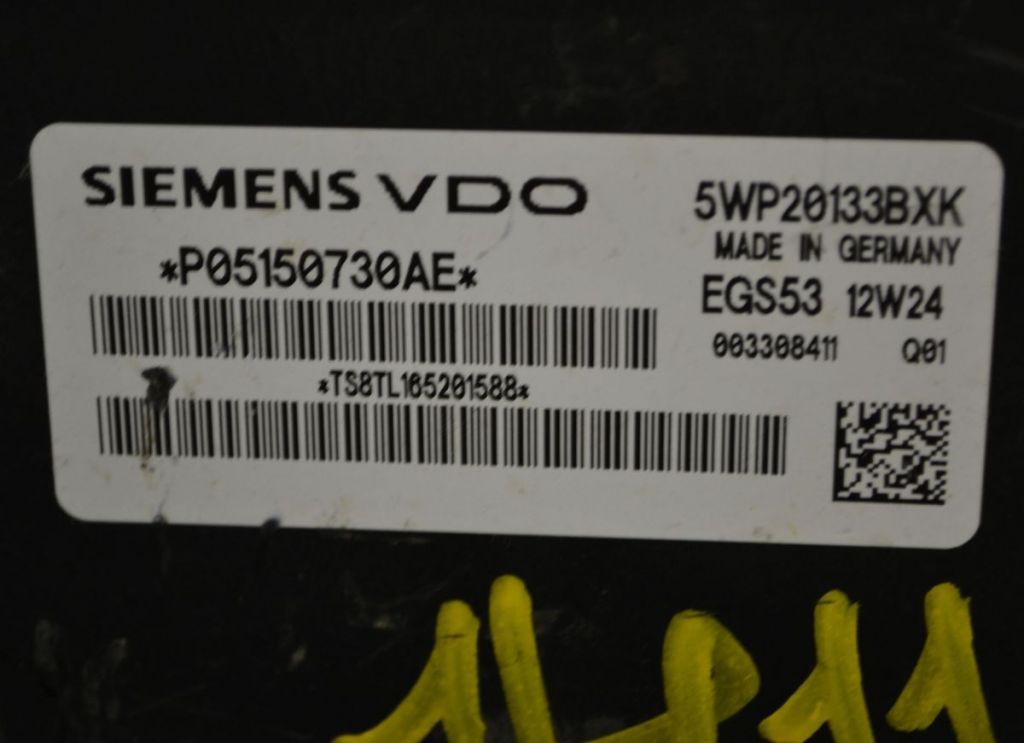 SIEMENS VDO
5WP20133BXK
MADE IN GERMANY
*P05150730AE*
EGS53 12W24
003308411 Q01
*TS8TL165201588*